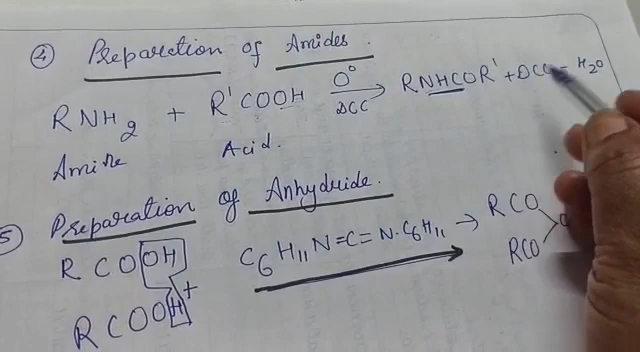 ④ Preparation of Amides.
RNH2 + R'COOH 0° DCC → RNHCOR' + DCC - H2O
Amine Acid.
5 Preparation of Anhydride.
RCOOH + RCOOH C6H11N=C=N·C6H11 → RCO RCO